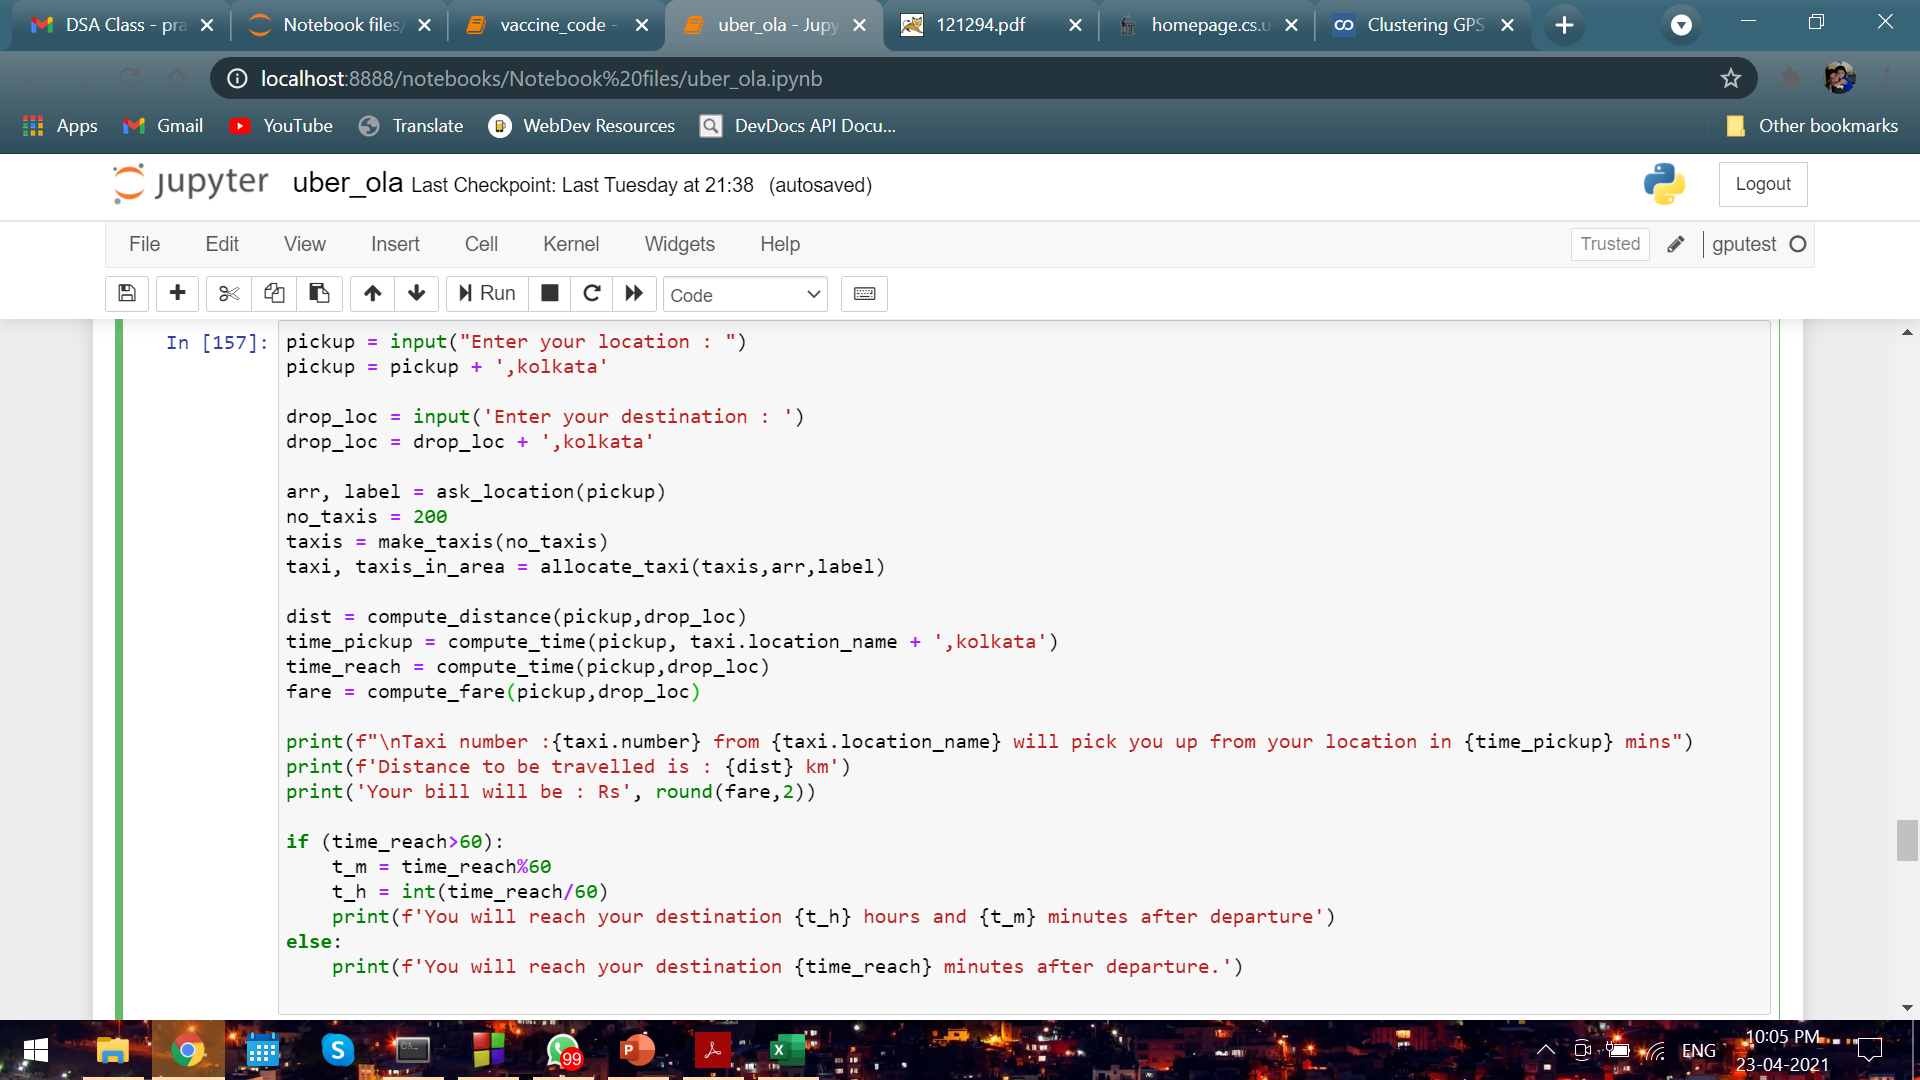 DSA Class - pra
Notebook files/
vaccine_code -
uber_ola - Jupy
121294.pdf
homepage.cs.u
Clustering GPS
localhost:8888/notebooks/Notebook%20files/uber_ola.ipynb
Apps
Gmail
YouTube
Translate
WebDev Resources
DevDocs API Docu...
Other bookmarks
jupyter uber_ola Last Checkpoint: Last Tuesday at 21:38 (autosaved)
Logout
File Edit View Insert Cell Kernel Widgets Help
Trusted
gputest
Run
Code
In [157]:
pickup = input("Enter your location : ")
pickup = pickup + ',kolkata'
drop_loc = input('Enter your destination : ')
drop_loc = drop_loc + ',kolkata'
arr, label = ask_location(pickup)
no_taxis = 200
taxis = make_taxis(no_taxis)
taxi, taxis_in_area = allocate_taxi(taxis,arr,label)
dist = compute_distance(pickup,drop_loc)
time_pickup = compute_time(pickup, taxi.location_name + ',kolkata')
time_reach = compute_time(pickup,drop_loc)
fare = compute_fare(pickup,drop_loc)
print(f"\nTaxi number :{taxi.number} from {taxi.location_name} will pick you up from your location in {time_pickup} mins")
print(f'Distance to be travelled is : {dist} km')
print('Your bill will be : Rs', round(fare,2))
if (time_reach>60):
    t_m = time_reach%60
    t_h = int(time_reach/60)
    print(f'You will reach your destination {t_h} hours and {t_m} minutes after departure')
else:
    print(f'You will reach your destination {time_reach} minutes after departure.')
99
ENG
10:05 PM
23-04-2021